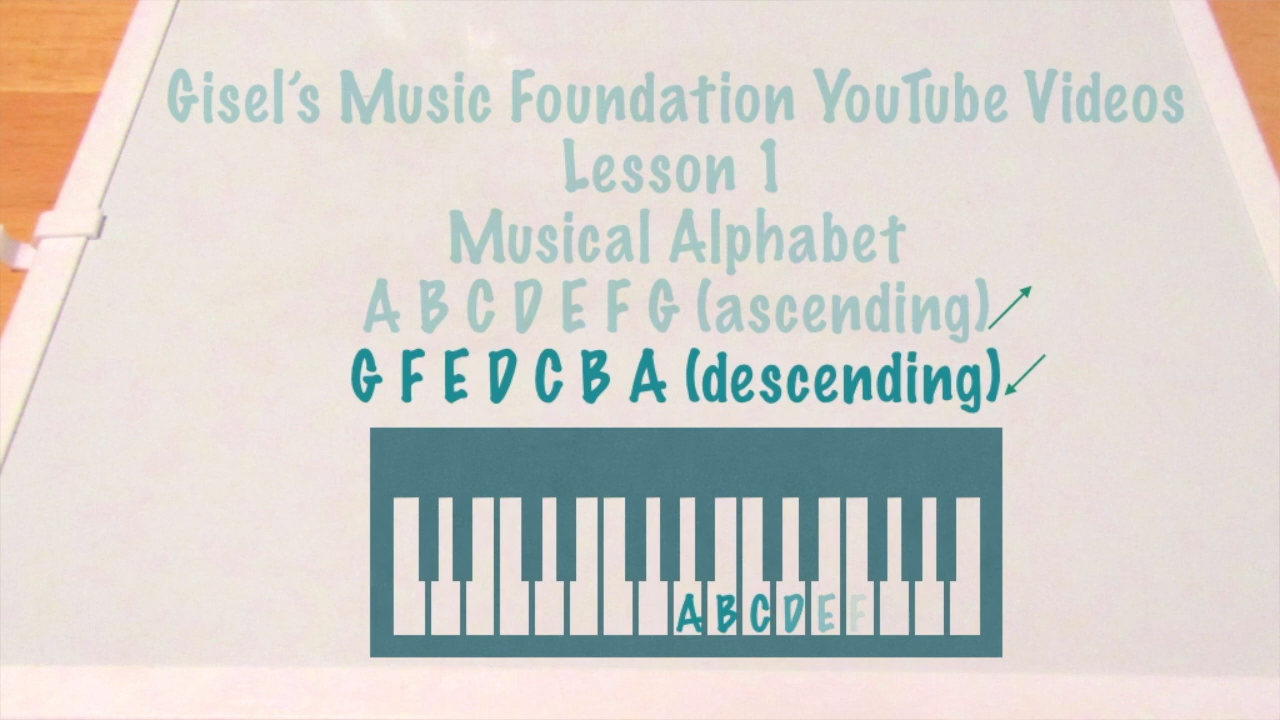 Gisel's Music Foundation YouTube Videos
Lesson 1
Musical Alphabet
A B C D E F G (ascending)
G F E D C B A (descending)
A B C D E F